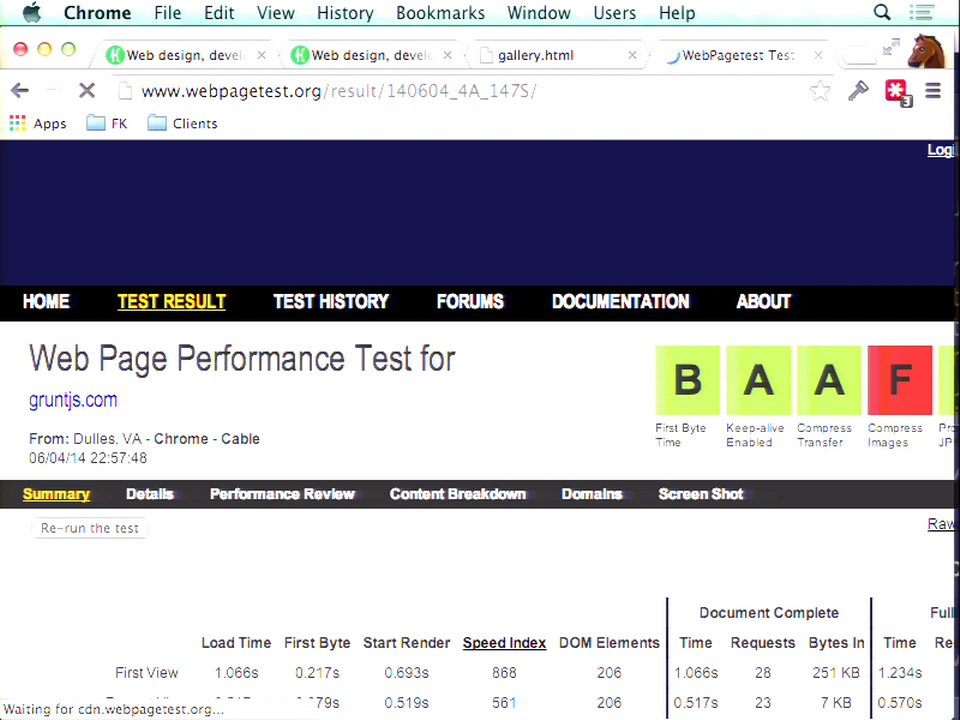 Chrome File Edit View History Bookmarks Window Users Help
Web design, develo Web design, develo gallery.html WebPagetest Test
www.webpagetest.org/result/140604_4A_147S/
3
Apps FK Clients
Logi
HOME TEST RESULT TEST HISTORY FORUMS DOCUMENTATION ABOUT
Web Page Performance Test for
gruntjs.com
From: Dulles, VA - Chrome - Cable
06/04/14 22:57:48
B A A F
First Byte Time
Keep-alive Enabled
Compress Transfer
Compress Images
Summary Details Performance Review Content Breakdown Domains Screen Shot
Re-run the test
Raw
Document Complete
Load Time First Byte Start Render Speed Index DOM Elements Time Requests Bytes In Time
First View 1.066s 0.217s 0.693s 868 206 1.066s 28 251 KB 1.234s
0.519s 561 206 0.517s 23 7 KB 0.570s
Waiting for cdn.webpagetest.org...